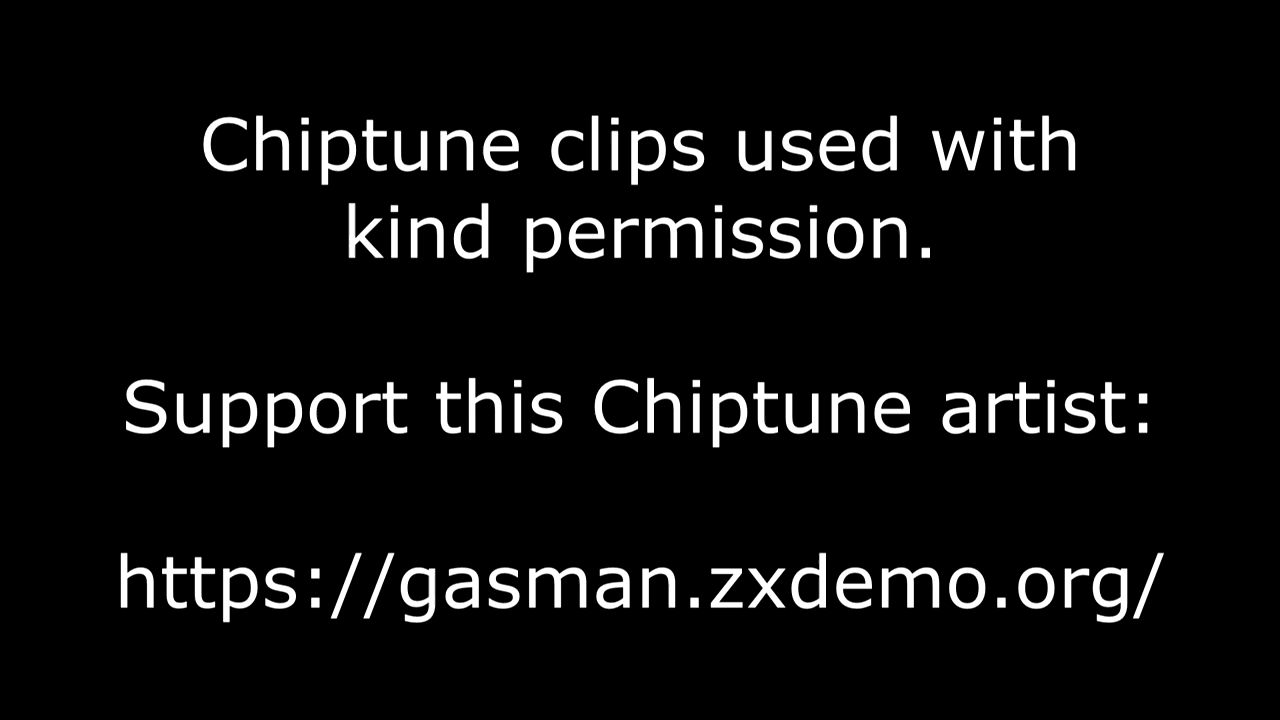 Chiptune clips used with
kind permission.
Support this Chiptune artist:
https://gasman.zxdemo.org/